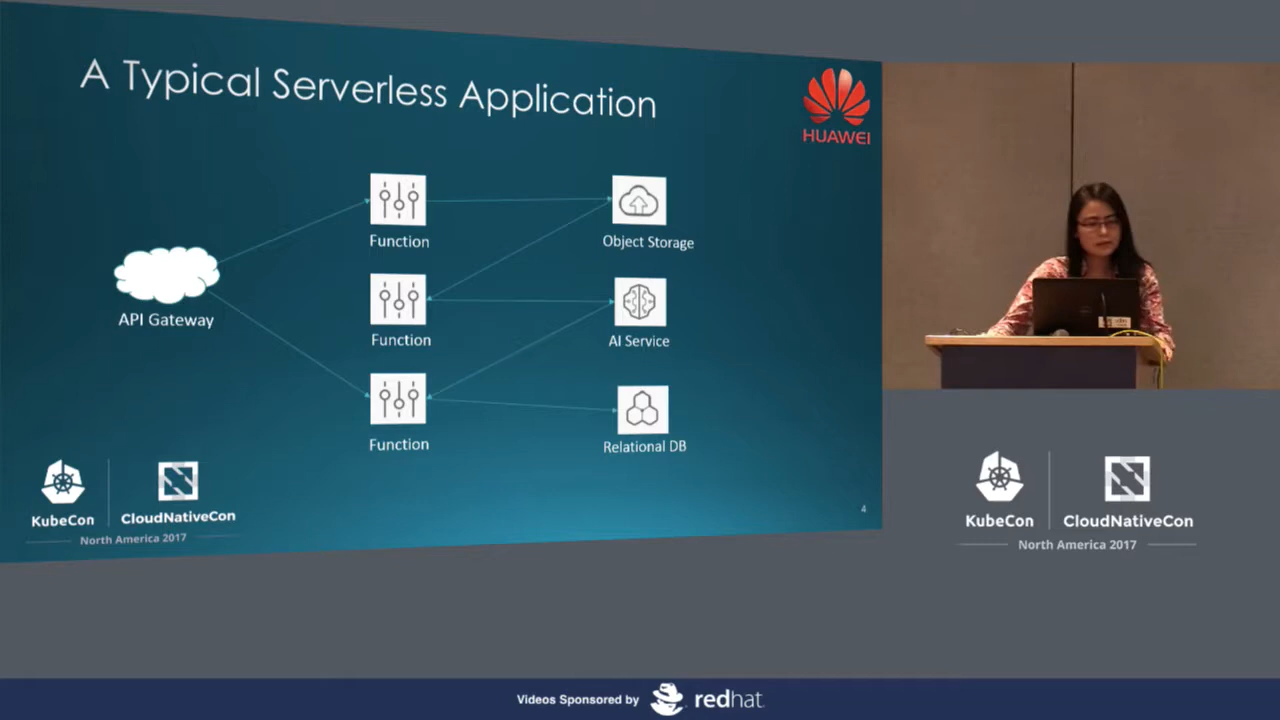 A Typical Serverless Application
HUAWEI
Function
Object Storage
API Gateway
Function
AI Service
Function
Relational DB
4
KubeCon
CloudNativeCon
North America 2017
KubeCon
CloudNativeCon
North America 2017
Videos Sponsored by redhat.